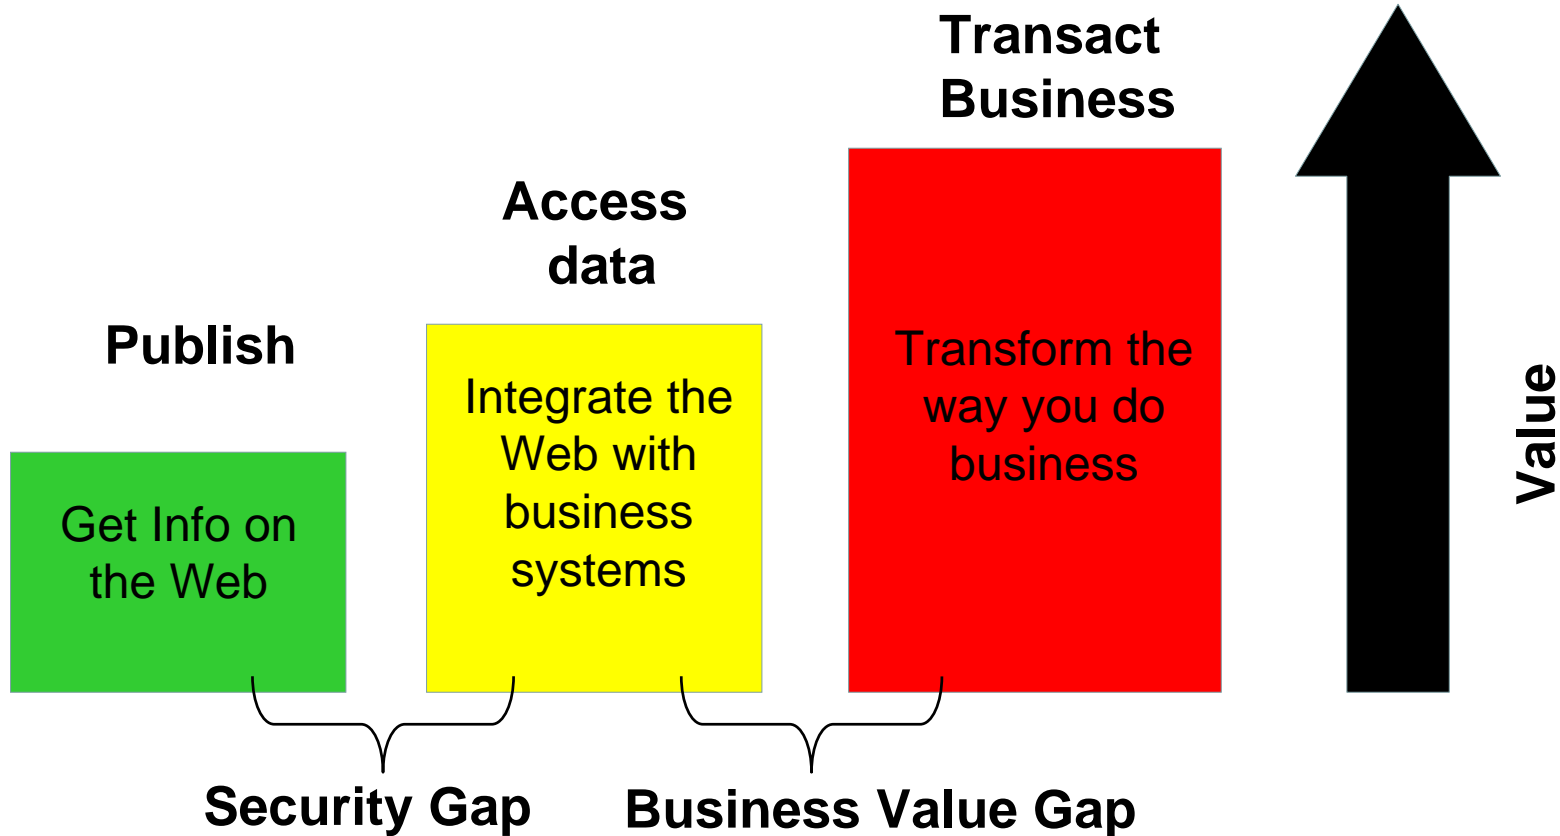 Transact
Business
Access
data
Publish
Transform the
way you do
business
Integrate the
Web with
business
systems
Get Info on
the Web
Value
Security Gap
Business Value Gap